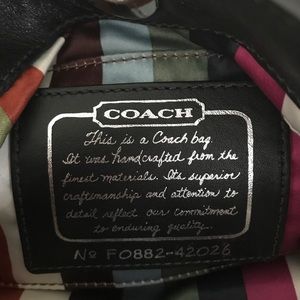 COACH
This is a Coach bag.
It was handcrafted from the
finest materials. Its superior
craftsmanship and attention to
detail reflect our commitment
to enduring quality.
Nº F0882-42026